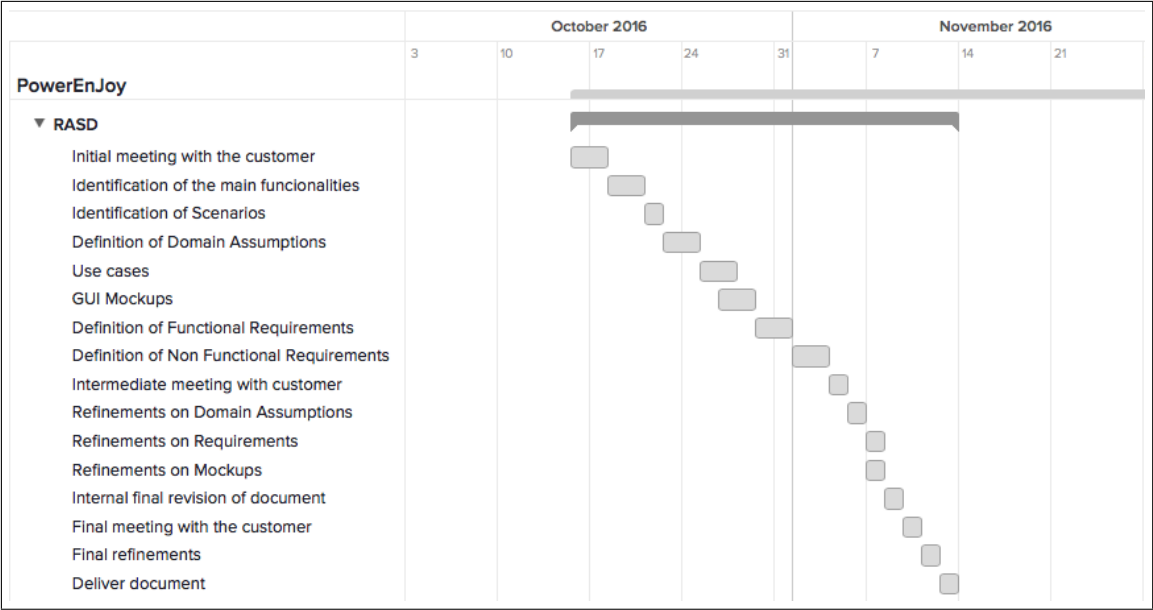 October 2016 November 2016
3 10 17 24 31 7 14 21
PowerEnJoy
RASD
Initial meeting with the customer
Identification of the main funcionalities
Identification of Scenarios
Definition of Domain Assumptions
Use cases
GUI Mockups
Definition of Functional Requirements
Definition of Non Functional Requirements
Intermediate meeting with customer
Refinements on Domain Assumptions
Refinements on Requirements
Refinements on Mockups
Internal final revision of document
Final meeting with the customer
Final refinements
Deliver document